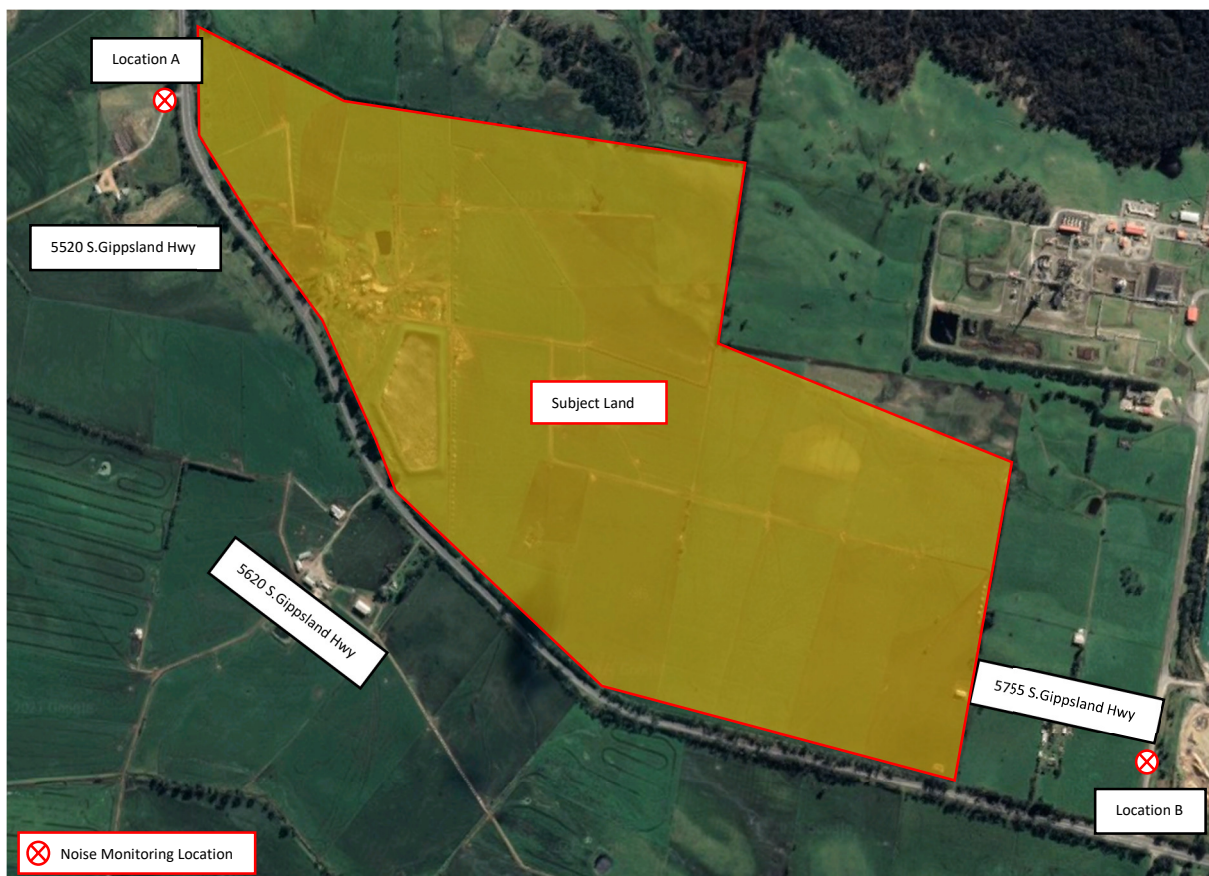 Location A
5520 S.Gippsland Hwy
Subject Land
5620 S.Gippsland Hwy
5755 S.Gippsland Hwy
Location B
Noise Monitoring Location